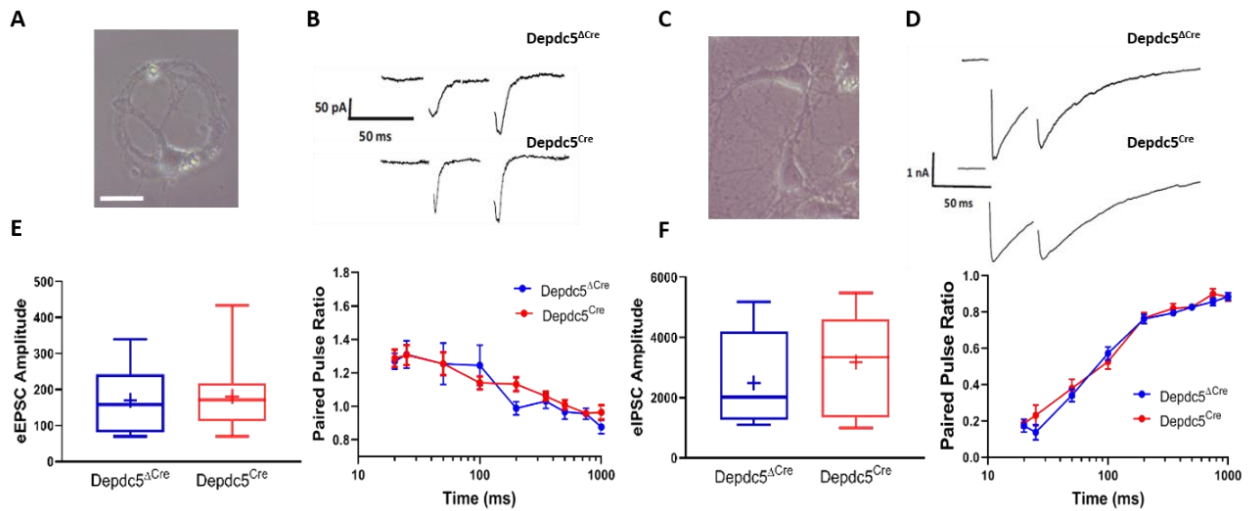 A
B
C
D
Depdc5ΔCre
50 pA
50 ms
Depdc5Cre
Depdc5ΔCre
1 nA
50 ms
Depdc5Cre
E
eEPSC Amplitude
500
400
300
200
100
0
Depdc5ΔCre
Depdc5Cre
Paired Pulse Ratio
1.8
1.6
1.4
1.2
1.0
0.8
10
100
1000
Time (ms)
Depdc5ΔCre
Depdc5Cre
F
eIPSC Amplitude
6000
4000
2000
0
Depdc5ΔCre
Depdc5Cre
Paired Pulse Ratio
1.0
0.8
0.6
0.4
0.2
0.0
10
100
1000
Time (ms)
Depdc5ΔCre
Depdc5Cre